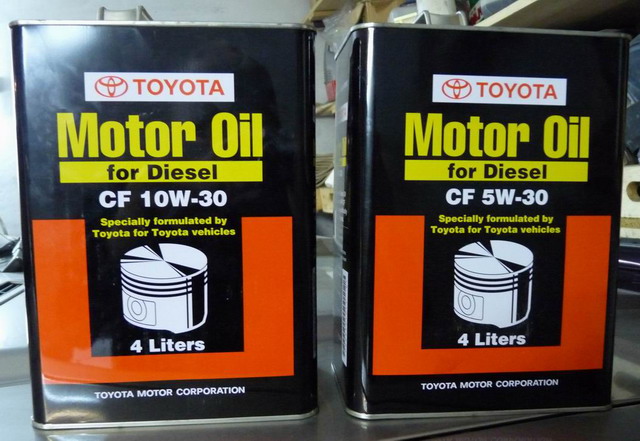 TOYOTA
Motor Oil
for Diesel
CF 10W-30
Specially formulated by
Toyota for Toyota vehicles
4 Liters
TOYOTA MOTOR CORPORATION
TOYOTA
Motor Oil
for Diesel
CF 5W-30
Specially formulated by
Toyota for Toyota vehicles
4 Liters
TOYOTA MOTOR CORPORATION